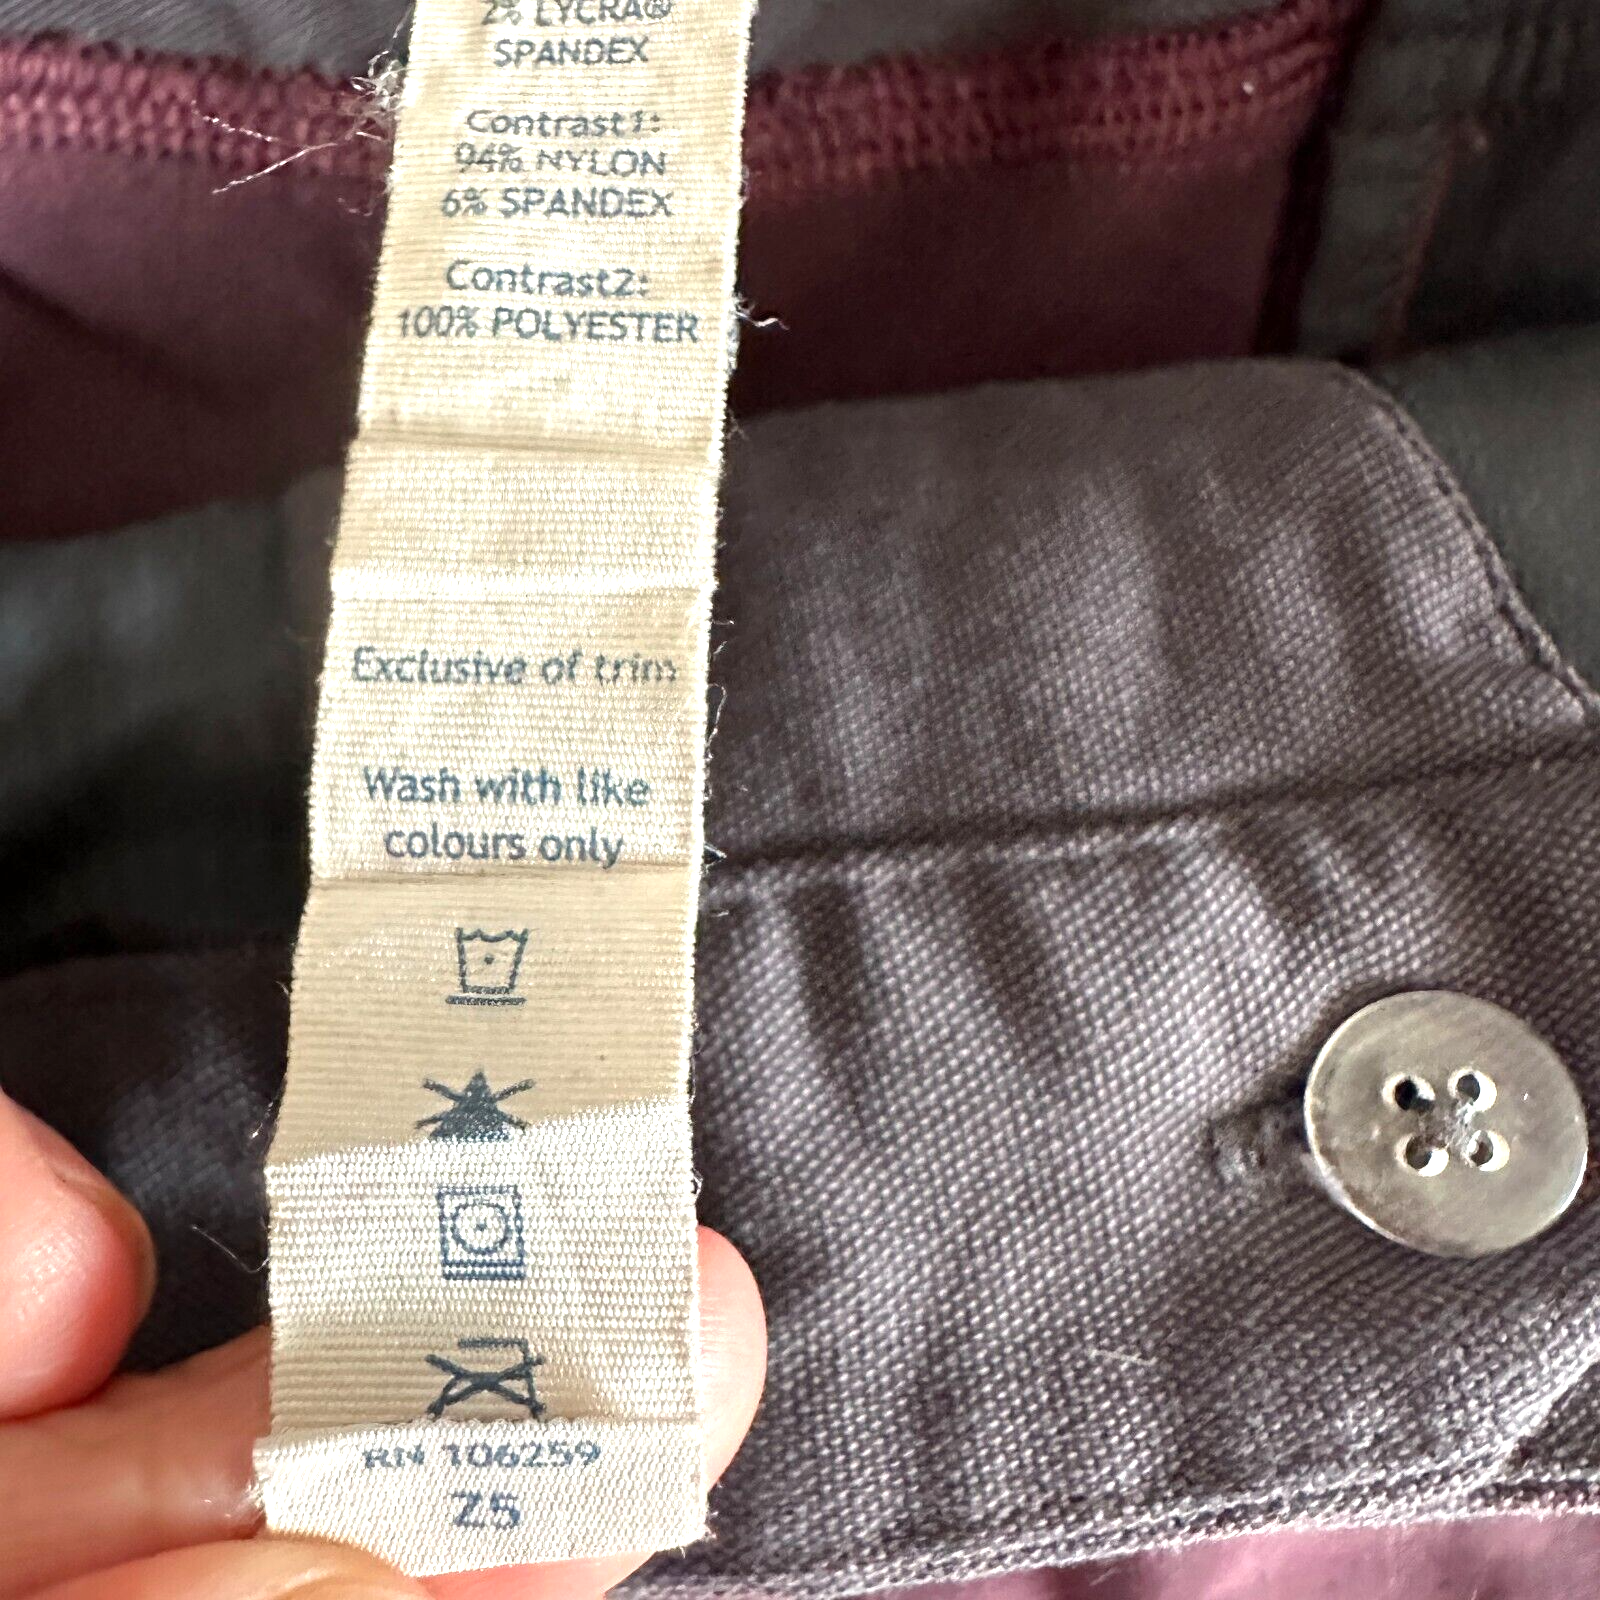 2% LYCRA®
SPANDEX
Contrast1:
94% NYLON
6% SPANDEX
Contrast2:
100% POLYESTER
Exclusive of trim
Wash with like
colours only
RN 106259
Z5